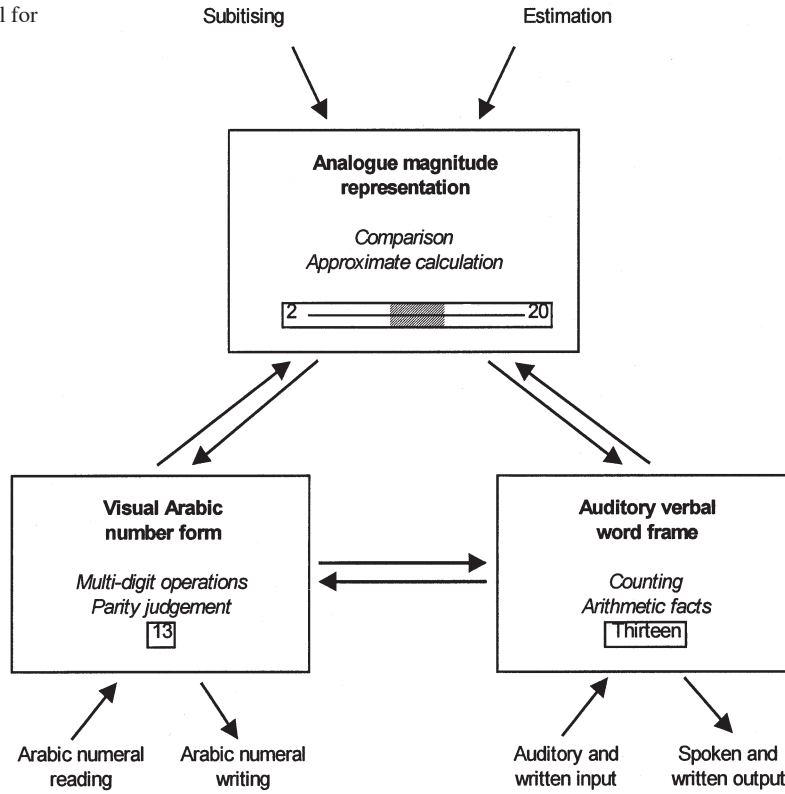 l for
Subitising
Estimation
Analogue magnitude
representation
Comparison
Approximate calculation
2
20
Visual Arabic
number form
Multi-digit operations
Parity judgement
13
Auditory verbal
word frame
Counting
Arithmetic facts
Thirteen
Arabic numeral
reading
Arabic numeral
writing
Auditory and
written input
Spoken and
written output